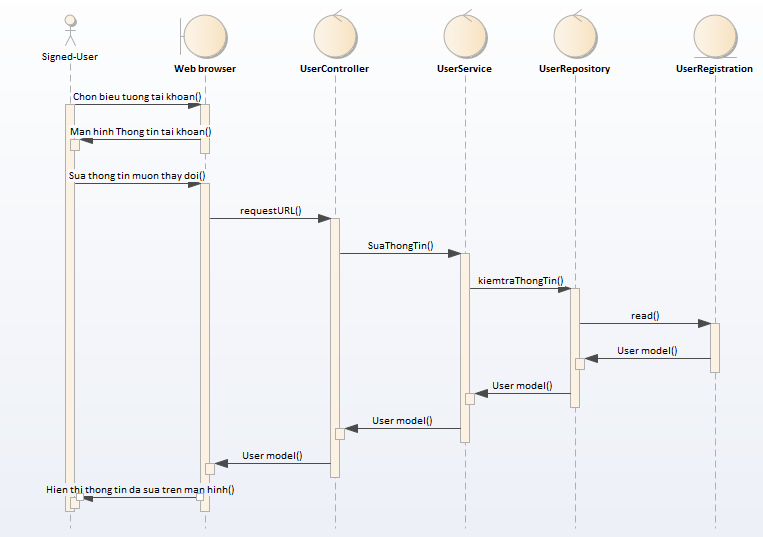 Signed-User
Web browser
UserController
UserService
UserRepository
UserRegistration
Chon bieu tuong tai khoan()
Man hinh Thong tin tai khoan()
Sua thong tin muon thay doi()
requestURL()
SuaThongTin()
kiemtraThongTin()
read()
User model()
User model()
User model()
User model()
Hien thi thong tin da sua tren man hinh()